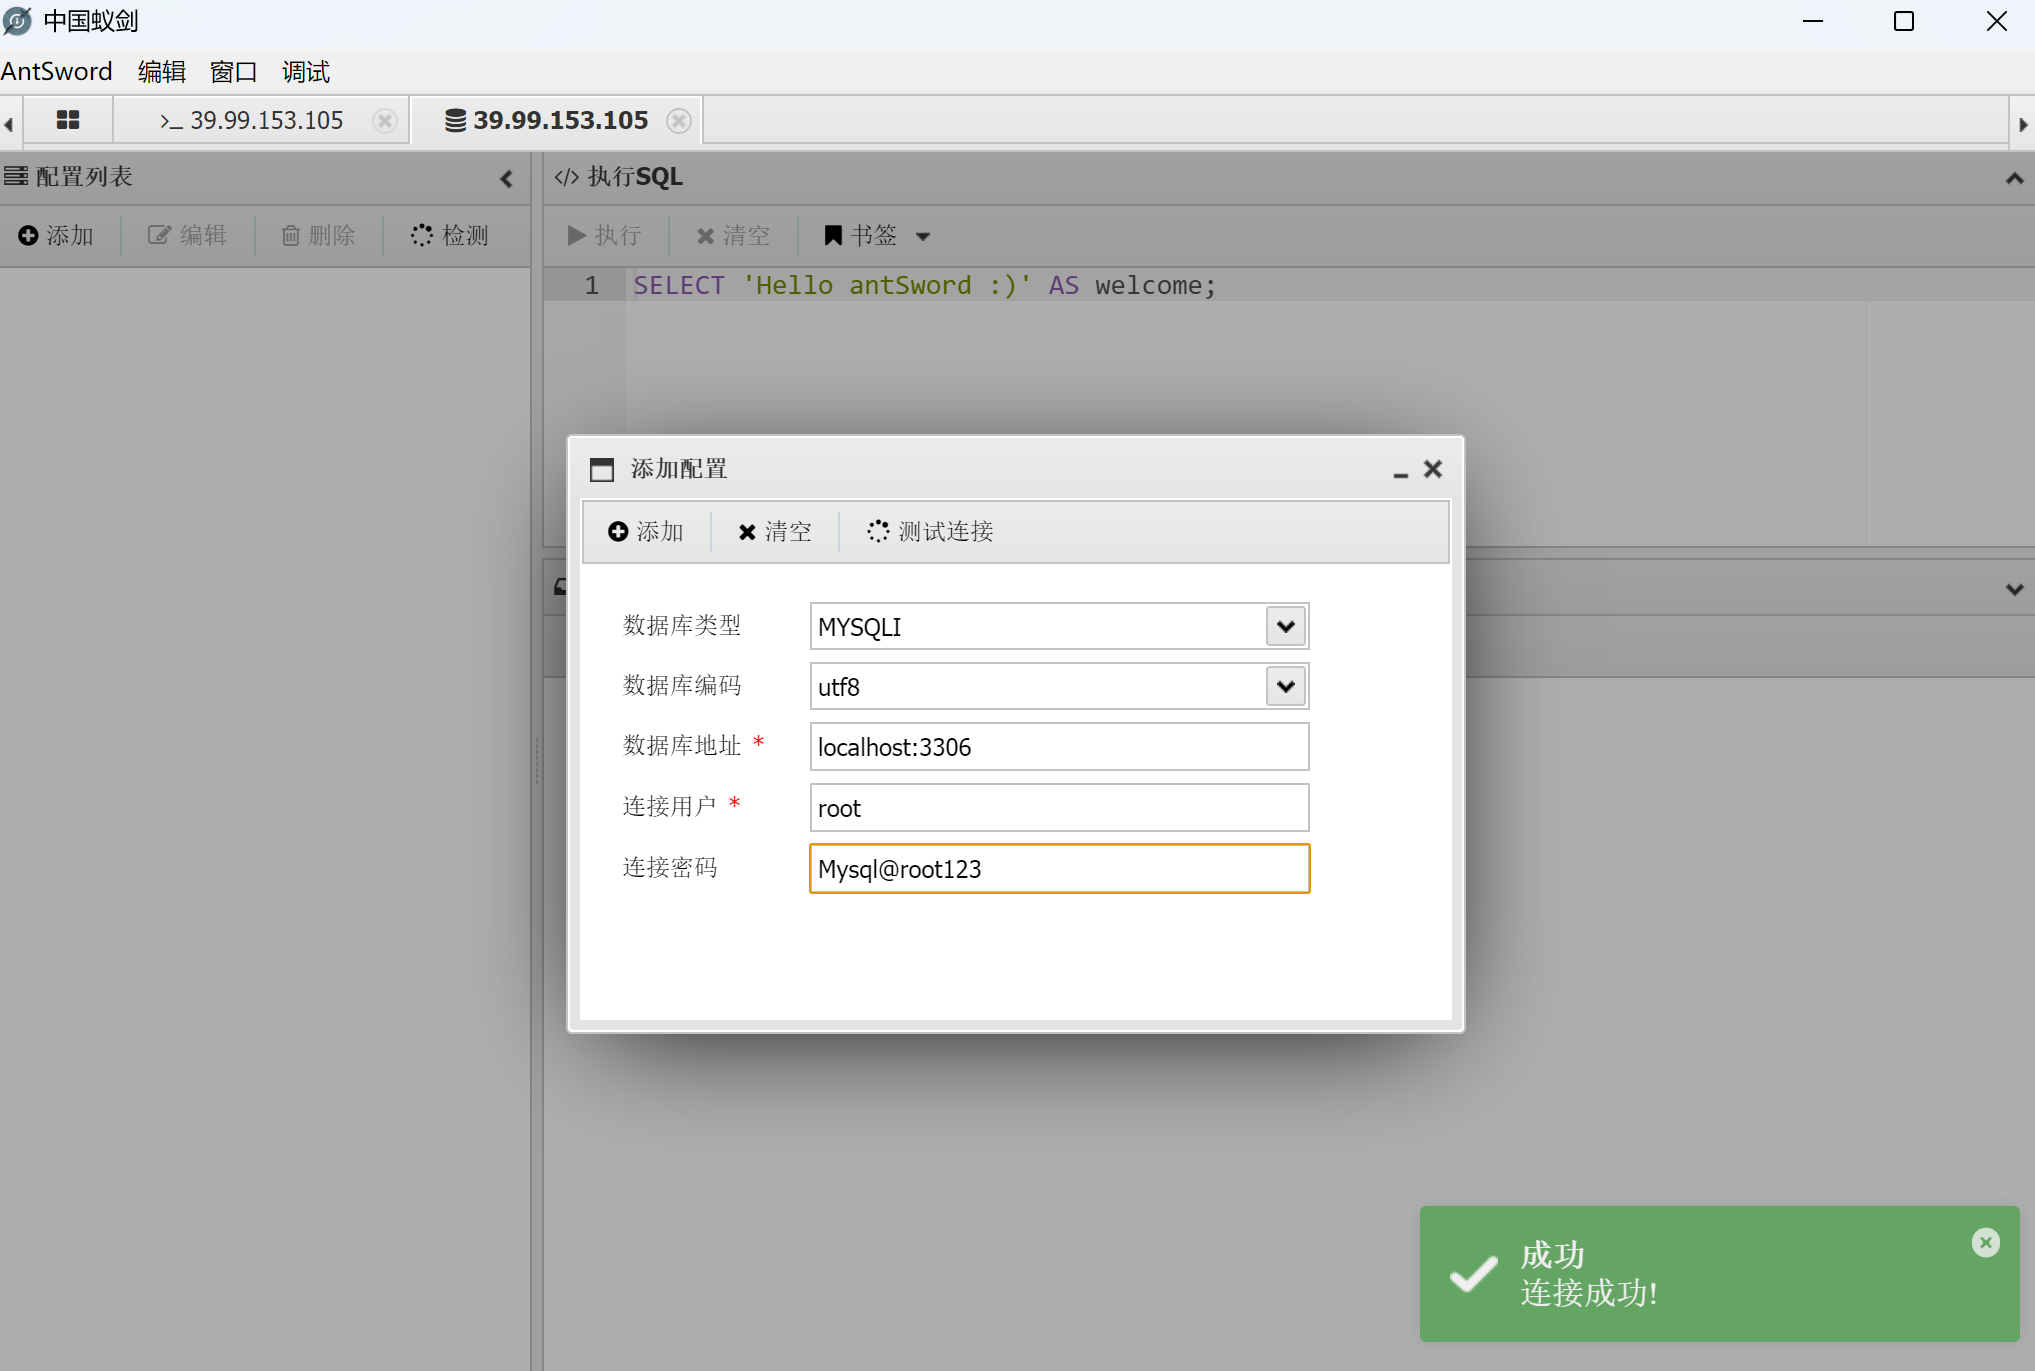 中国蚁剑
AntSword 编辑 窗口 调试
>_ 39.99.153.105 39.99.153.105
配置列表
</> 执行SQL
添加 编辑 删除 检测
执行 清空 书签
1 SELECT 'Hello antSword :)' AS welcome;
添加配置
添加 清空 测试连接
数据库类型 MYSQLI
数据库编码 utf8
数据库地址 * localhost:3306
连接用户 * root
连接密码 Mysql@root123
成功
连接成功!